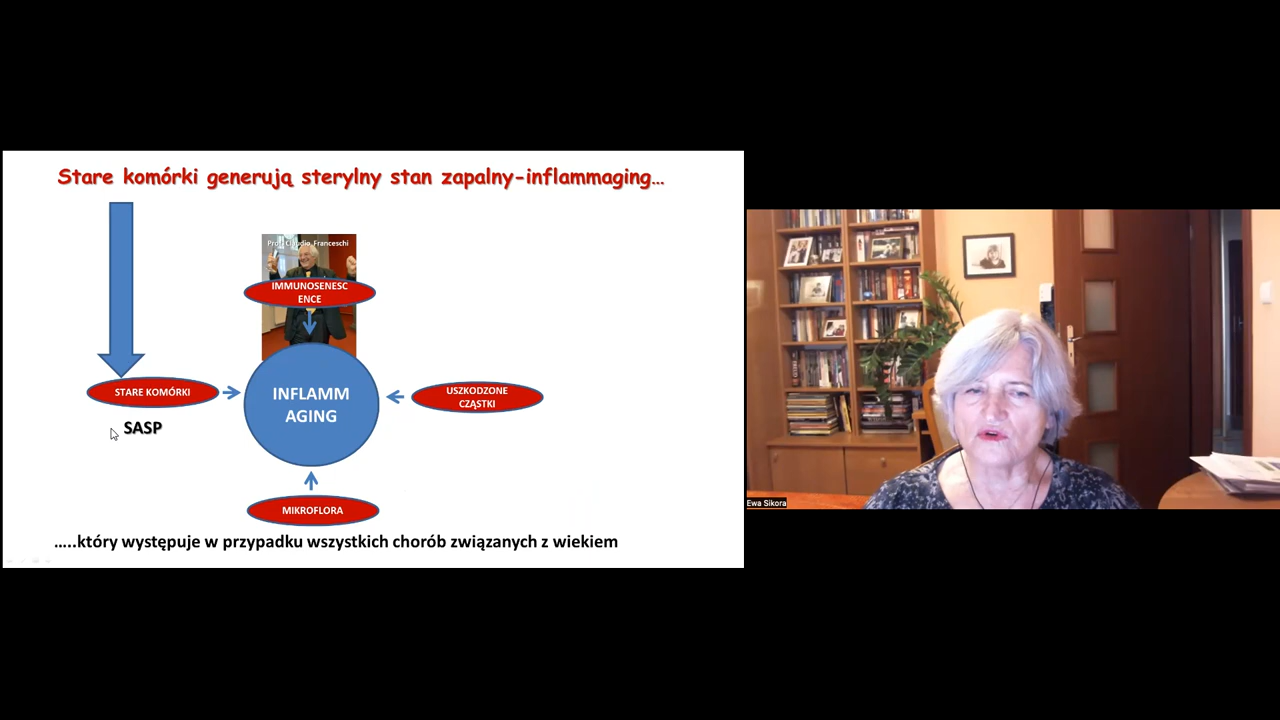 Stare komórki generują sterylny stan zapalny-inflammaging...
Prof. Claudio Franceschi
IMMUNOSENESC
ENCE
STARE KOMÓRKI
INFLAMM
AGING
USZKODZONE
CZĄSTKI
SASP
MIKROFLORA
.....który występuje w przypadku wszystkich chorób związanych z wiekiem
Ewa Sikora